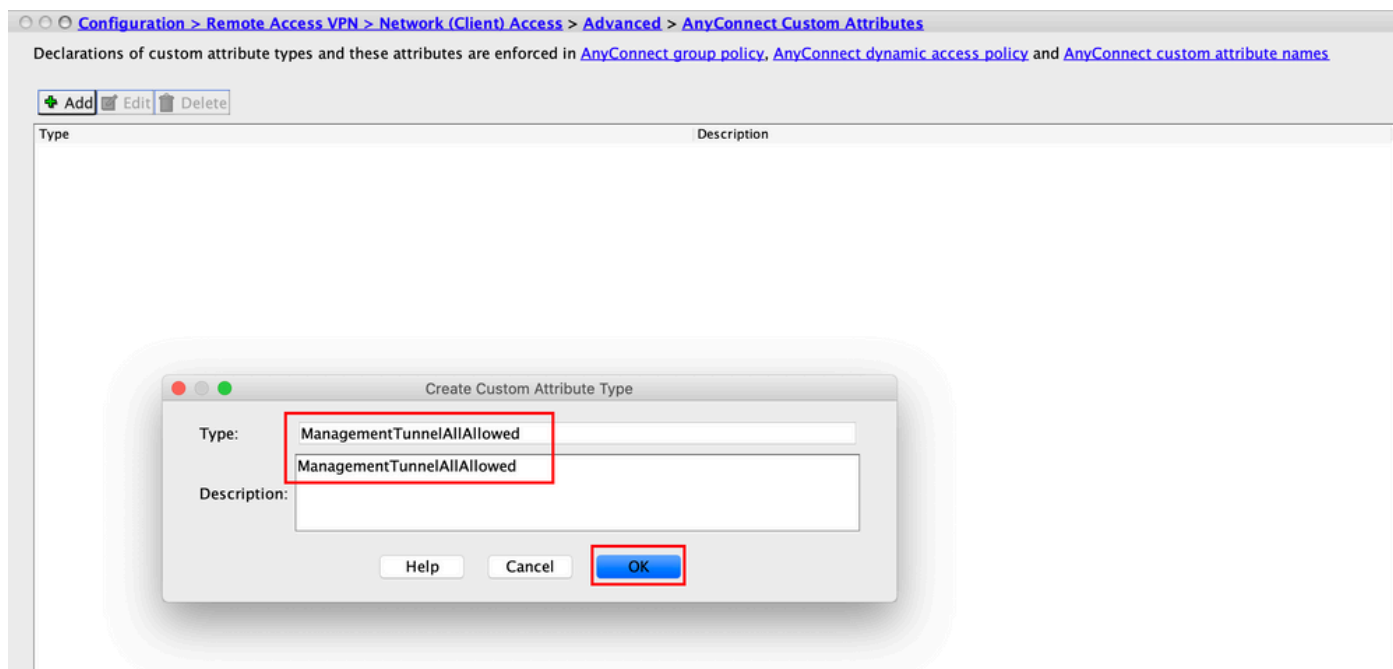 Configuration > Remote Access VPN > Network (Client) Access > Advanced > AnyConnect Custom Attributes
Declarations of custom attribute types and these attributes are enforced in AnyConnect group policy, AnyConnect dynamic access policy and AnyConnect custom attribute names
Add Edit Delete
Type Description
Create Custom Attribute Type
Type: ManagementTunnelAllAllowed
ManagementTunnelAllAllowed
Description:
Help Cancel OK